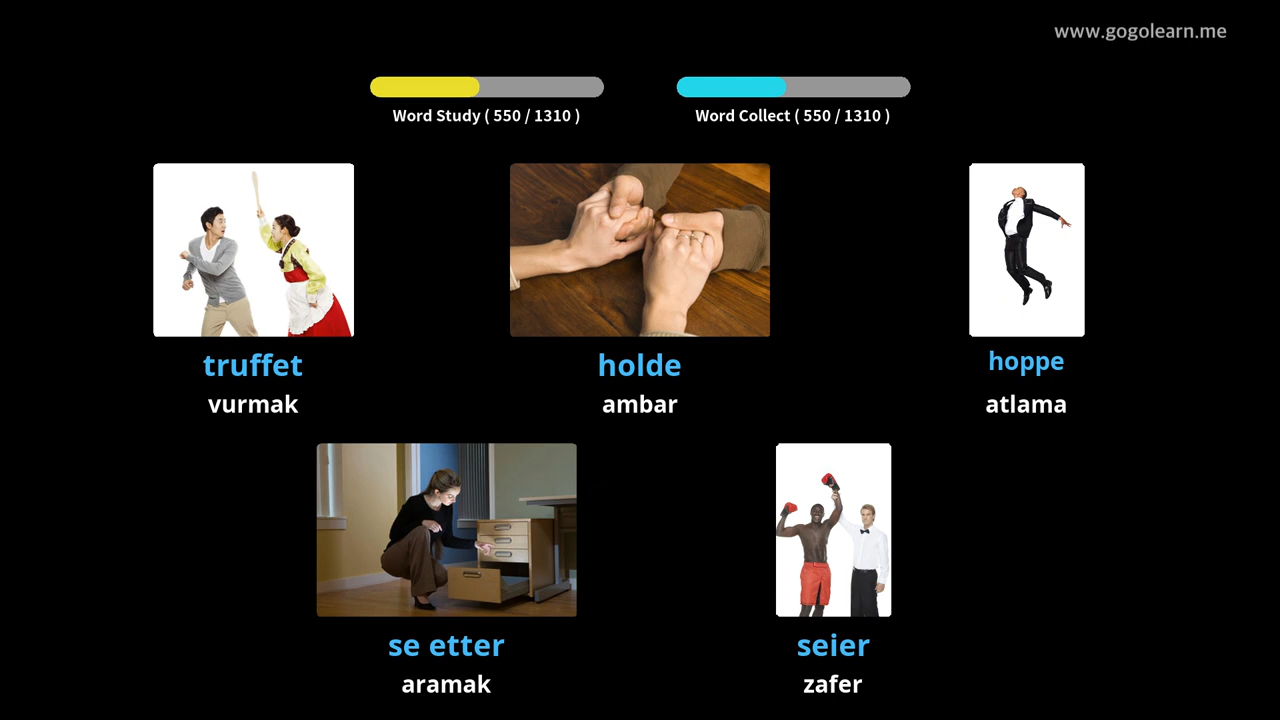 www.gogolearn.me
Word Study ( 550 / 1310 )
Word Collect ( 550 / 1310 )
truffet
vurmak
holde
ambar
hoppe
atlama
se etter
aramak
seier
zafer